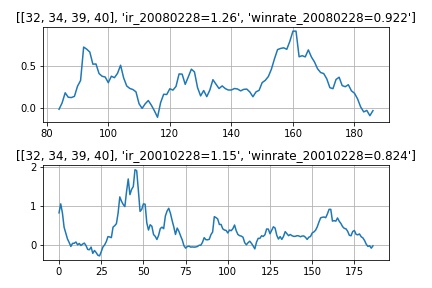 [[32, 34, 39, 40], 'ir_20080228=1.26', 'winrate_20080228=0.922']
0.5
0.0
80 100 120 140 160 180
[[32, 34, 39, 40], 'ir_20010228=1.15', 'winrate_20010228=0.824']
2
1
0
0 25 50 75 100 125 150 175